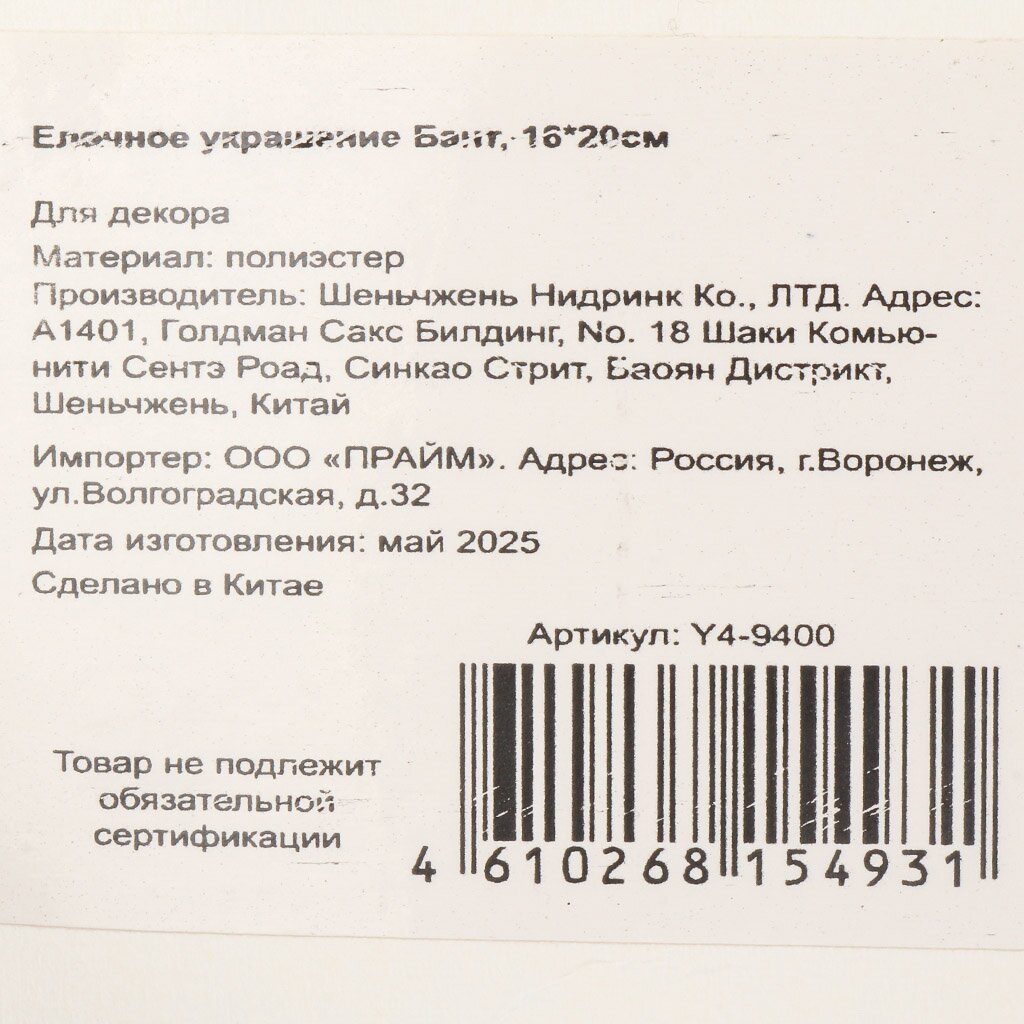 Елочное украшение Бант, 16*20см
Для декора
Материал: полиэстер
Производитель: Шеньчжень Нидринк Ко., ЛТД. Адрес:
А1401, Голдман Сакс Билдинг, No. 18 Шаки Комью-
нити Сентэ Роад, Синкао Стрит, Баоян Дистрикт,
Шеньчжень, Китай
Импортер: ООО «ПРАЙМ». Адрес: Россия, г.Воронеж,
ул.Волгоградская, д.32
Дата изготовления: май 2025
Сделано в Китае
Артикул: Y4-9400
Товар не подлежит
обязательной
сертификации
4 610268 154931